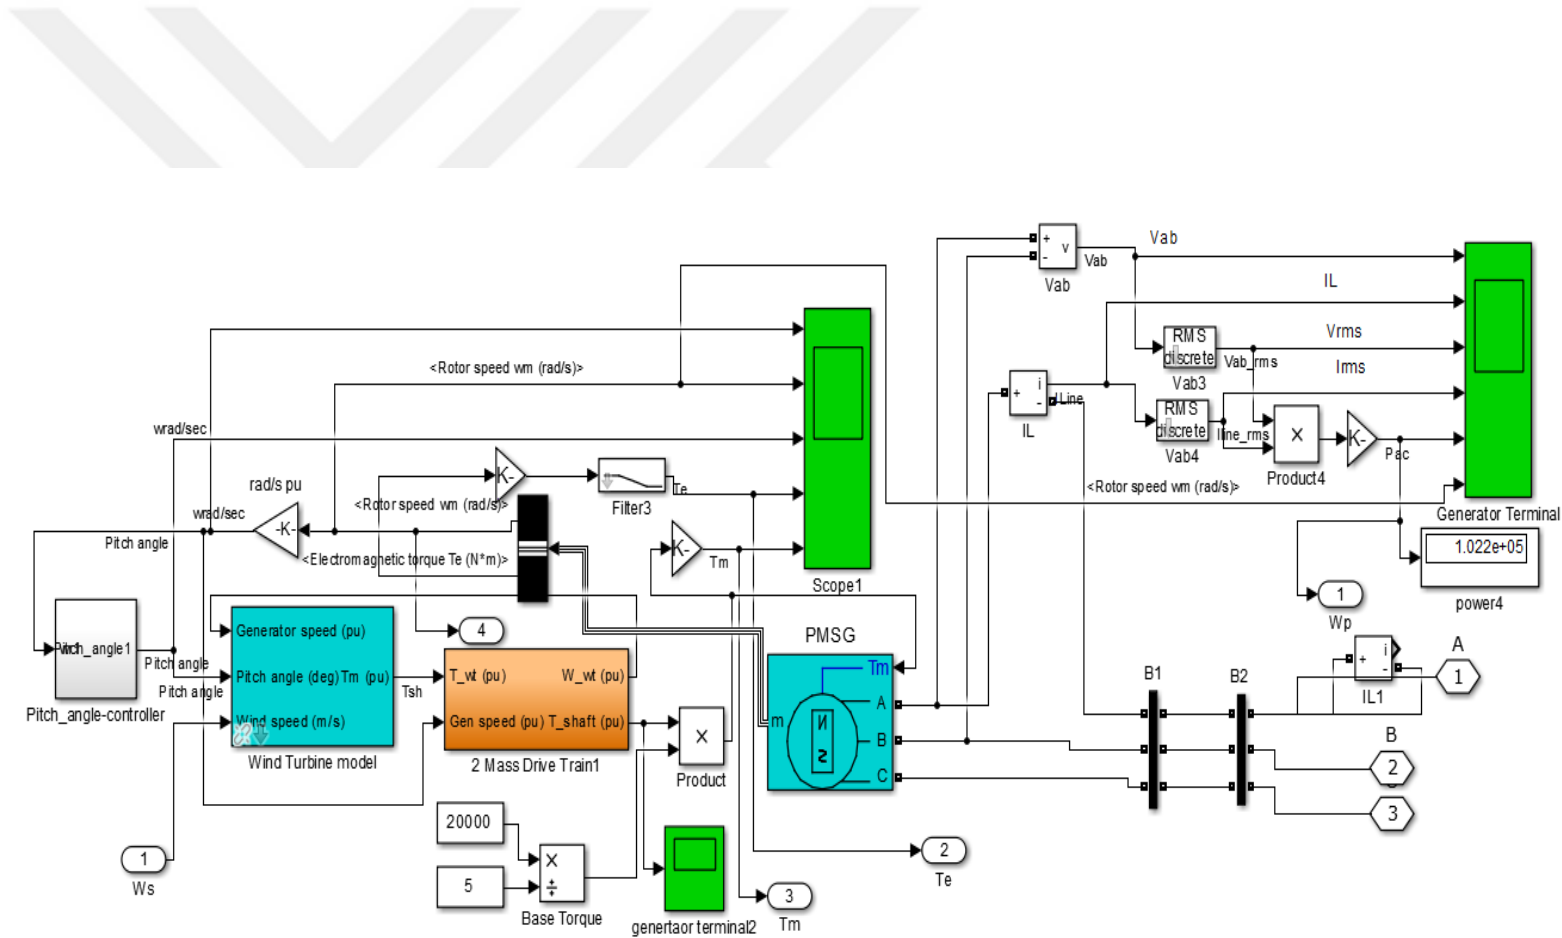 Vab
IL
Vrms
Irms
+
-
v
Vab
Vab
RMS
discrete
Vab3
Vab_rms
i
+
-
ILine
IL
RMS
discrete
Vab4
Iline_rms
×
Product4
K-
Pac
<Rotor speed wm (rad/s)>
Generator Terminal
1.022e+05
power4
1
Wp
<Rotor speed wm (rad/s)>
wrad/sec
rad/s pu
-K-
wrad/sec
Pitch angle
<Rotor speed wm (rad/s)>
<Electromagnetic torque Te (N*m)>
K-
Filter3
Te
K-
Tm
Scope1
4
Pitch_angle1
Pitch angle
Pitch angle
Pitch_angle-controller
Generator speed (pu)
Pitch angle (deg)
Tm (pu)
Wind speed (m/s)
Wind Turbine model
Tsh
T_wt (pu)
W_wt (pu)
Gen speed (pu)
T_shaft (pu)
2 Mass Drive Train1
×
Product
PMSG
Tm
m
A
B
C
N
S
B1
B2
+
i
-
IL1
A
1
B
2
3
20000
5
×
÷
Base Torque
genertaor terminal2
1
Ws
2
Te
3
Tm